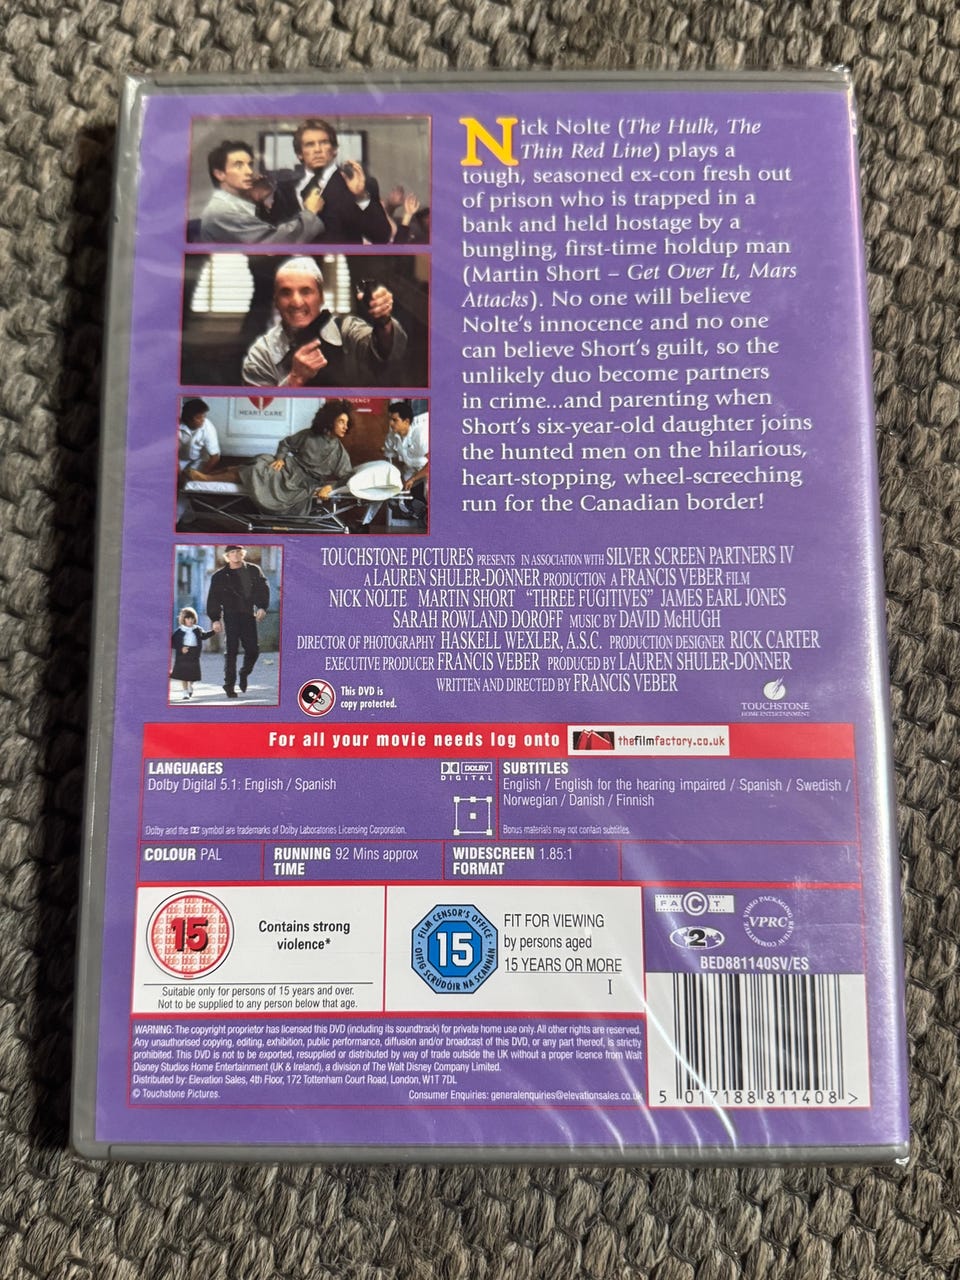 Nick Nolte (The Hulk, The
Thin Red Line) plays a
tough, seasoned ex-con fresh out
of prison who is trapped in a
bank and held hostage by a
bungling, first-time holdup man
(Martin Short – Get Over It, Mars
Attacks). No one will believe
Nolte's innocence and no one
can believe Short's guilt, so the
unlikely duo become partners
in crime...and parenting when
Short's six-year-old daughter joins
the hunted men on the hilarious,
heart-stopping, wheel-screeching
run for the Canadian border!
HEART CARE
TOUCHSTONE PICTURES PRESENTS IN ASSOCIATION WITH SILVER SCREEN PARTNERS IV
A LAUREN SHULER-DONNER PRODUCTION A FRANCIS VEBER FILM
NICK NOLTE MARTIN SHORT "THREE FUGITIVES" JAMES EARL JONES
SARAH ROWLAND DOROFF MUSIC BY DAVID McHUGH
DIRECTOR OF PHOTOGRAPHY HASKELL WEXLER, A.S.C. PRODUCTION DESIGNER RICK CARTER
EXECUTIVE PRODUCER FRANCIS VEBER PRODUCED BY LAUREN SHULER-DONNER
WRITTEN AND DIRECTED BY FRANCIS VEBER
This DVD is
copy protected.
TOUCHSTONE
HOME ENTERTAINMENT
For all your movie needs log onto thefilmfactory.co.uk
LANGUAGES
Dolby Digital 5.1: English / Spanish
DOLBY
DIGITAL
Dolby and the symbol are trademarks of Dolby Laboratories Licensing Corporation.
SUBTITLES
English / English for the hearing impaired / Spanish / Swedish /
Norwegian / Danish / Finnish
Bonus materials may not contain subtitles.
COLOUR PAL
RUNNING 92 Mins approx
TIME
WIDESCREEN 1.85:1
FORMAT
15
Contains strong
violence*
Suitable only for persons of 15 years and over.
Not to be supplied to any person below that age.
FILM CENSOR'S OFFICE
15
OIFIG SCRÚDÓIR NA SCANNÁN
FIT FOR VIEWING
by persons aged
15 YEARS OR MORE
I
FACT
2
VIDEO PACKAGING REVIEW COMMITTEE
VPRC
BED881140SV/ES
5 017188 811408 >
WARNING: The copyright proprietor has licensed this DVD (including its soundtrack) for private home use only. All other rights are reserved.
Any unauthorised copying, editing, exhibition, public performance, diffusion and/or broadcast of this DVD, or any part thereof, is strictly
prohibited. This DVD is not to be exported, resupplied or distributed by way of trade outside the UK without a proper licence from Walt
Disney Studios Home Entertainment (UK & Ireland), a division of The Walt Disney Company Limited.
Distributed by: Elevation Sales, 4th Floor, 172 Tottenham Court Road, London, W1T 7DL
© Touchstone Pictures.
Consumer Enquiries: generalenquiries@elevationsales.co.uk